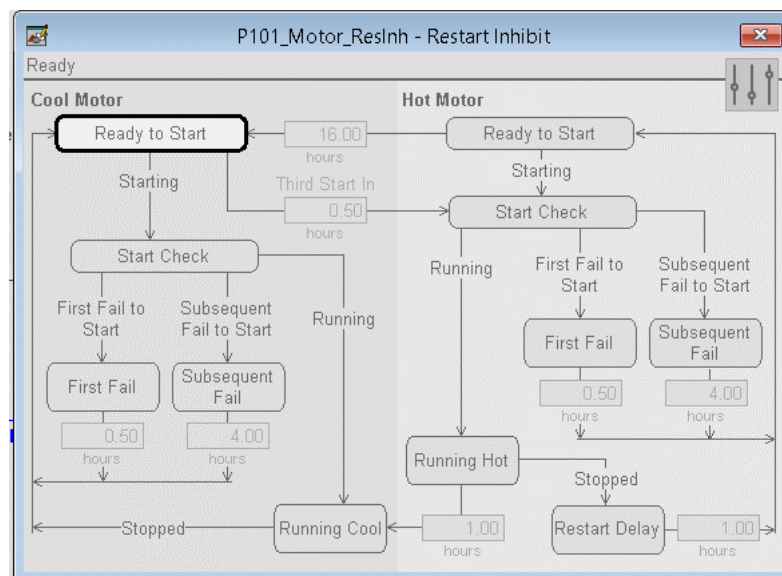 P101_Motor_ResInh - Restart Inhibit
Ready
Cool Motor
Hot Motor
Ready to Start
16.00
hours
Ready to Start
Starting
Third Start In
0.50
hours
Starting
Start Check
Start Check
First Fail to
Start
Subsequent
Fail to Start
Running
Running
First Fail to
Start
Subsequent
Fail to Start
First Fail
Subsequent
Fail
First Fail
Subsequent
Fail
0.50
hours
4.00
hours
0.50
hours
4.00
hours
Running Hot
Stopped
Stopped
Running Cool
1.00
hours
Restart Delay
1.00
hours